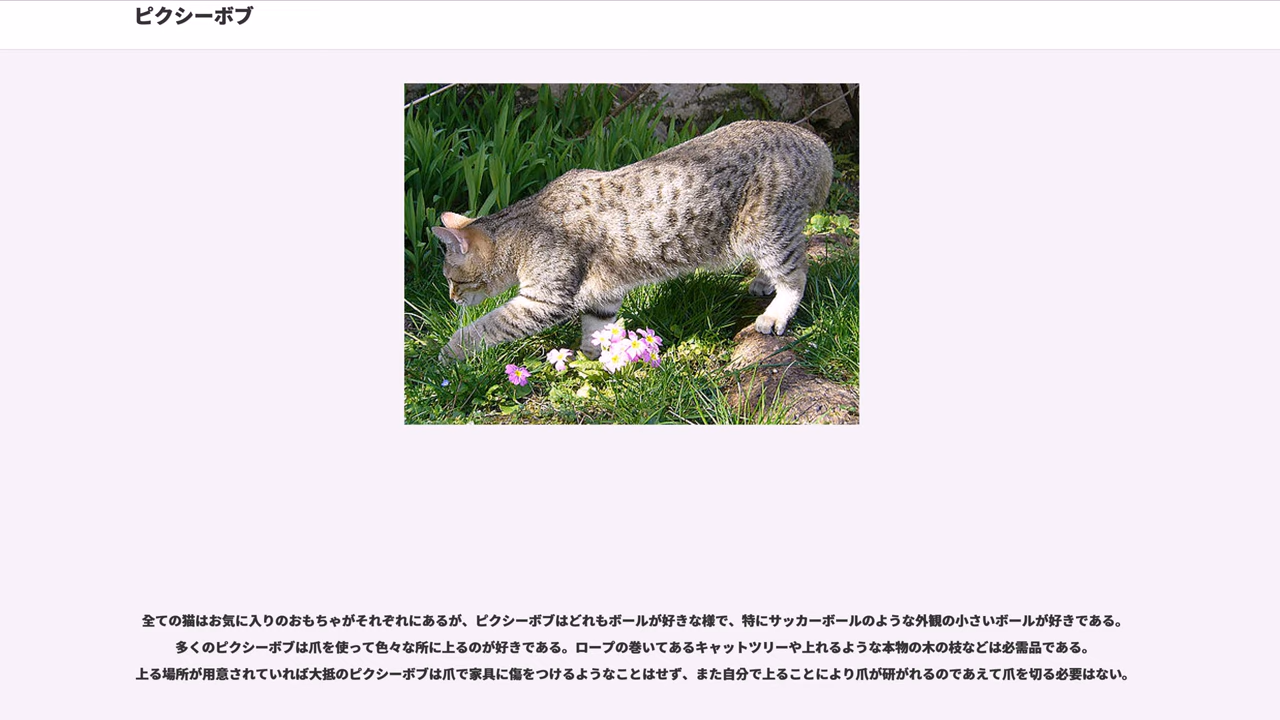 ピクシーボブ
全ての猫はお気に入りのおもちゃがそれぞれにあるが、ピクシーボブはどれもボールが好きな様で、特にサッカーボールのような外観の小さいボールが好きである。
多くのピクシーボブは爪を使って色々な所に上るのが好きである。ロープの巻いてあるキャットツリーや上れるような本物の木の枝などは必需品である。
上る場所が用意されていれば大抵のピクシーボブは爪で家具に傷をつけるようなことはせず、また自分で上ることにより爪が研がれるのであえて爪を切る必要はない。